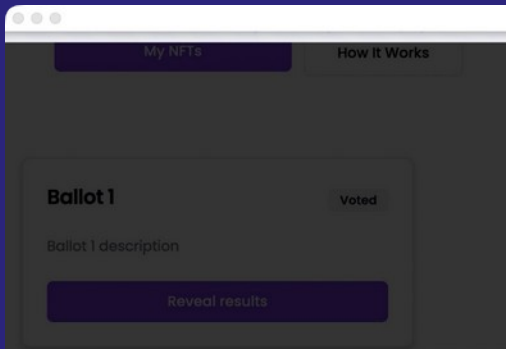 My NFTs
How It Works
Ballot 1
Voted
Ballot 1 description
Reveal results